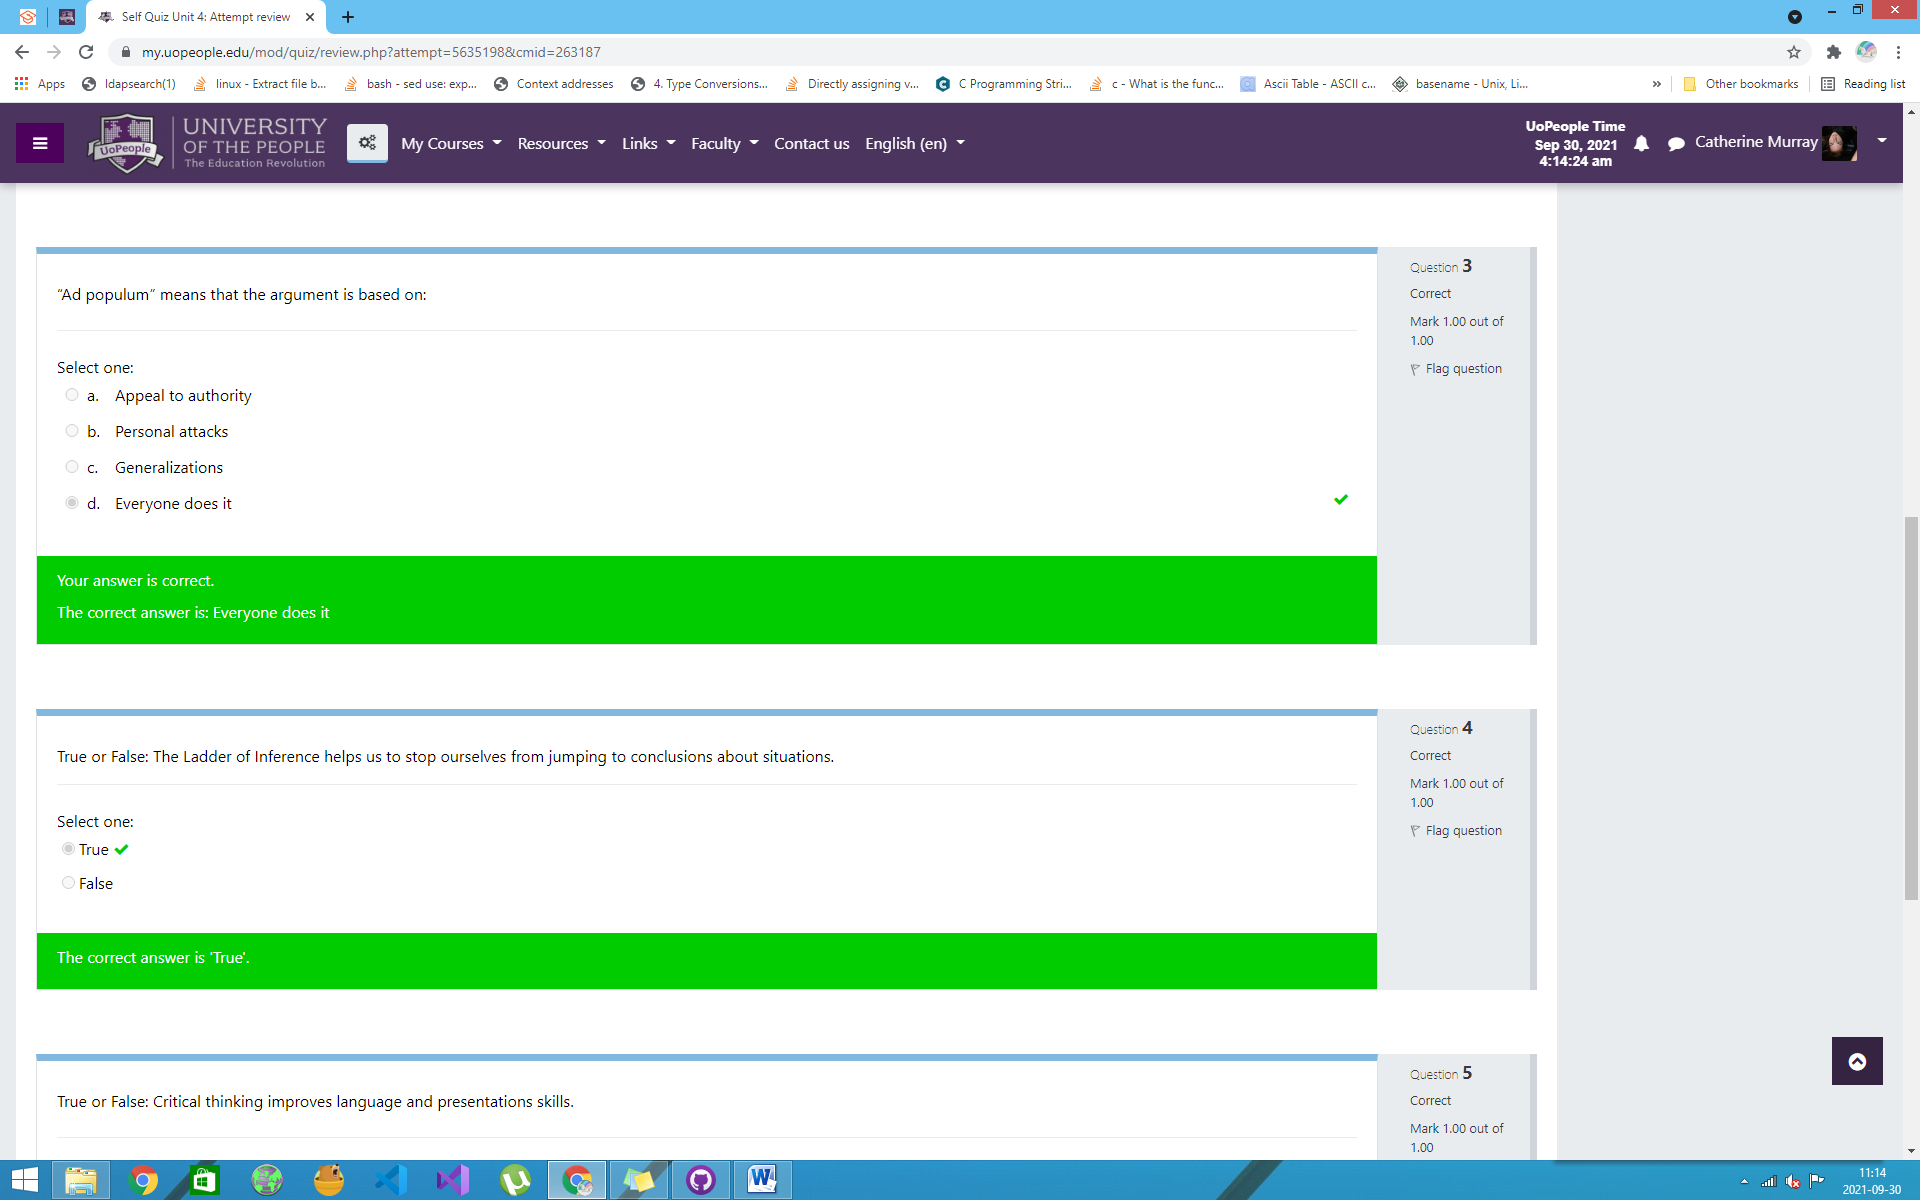 Self Quiz Unit 4: Attempt review
my.uopeople.edu/mod/quiz/review.php?attempt=5635198&cmid=263187
Apps
ldapsearch(1)
linux - Extract file b...
bash - sed use: exp...
Context addresses
4. Type Conversions...
Directly assigning v...
C Programming Stri...
c - What is the func...
Ascii Table - ASCII c...
basename - Unix, Li...
»
Other bookmarks
Reading list
UoPeople
UNIVERSITY
OF THE PEOPLE
The Education Revolution
My Courses
Resources
Links
Faculty
Contact us
English (en)
UoPeople Time
Sep 30, 2021
4:14:24 am
Catherine Murray
“Ad populum” means that the argument is based on:
Select one:
a. Appeal to authority
b. Personal attacks
c. Generalizations
d. Everyone does it
Your answer is correct.
The correct answer is: Everyone does it
Question 3
Correct
Mark 1.00 out of
1.00
Flag question
True or False: The Ladder of Inference helps us to stop ourselves from jumping to conclusions about situations.
Select one:
True
False
The correct answer is 'True'.
Question 4
Correct
Mark 1.00 out of
1.00
Flag question
True or False: Critical thinking improves language and presentations skills.
Question 5
Correct
Mark 1.00 out of
1.00
11:14
2021-09-30